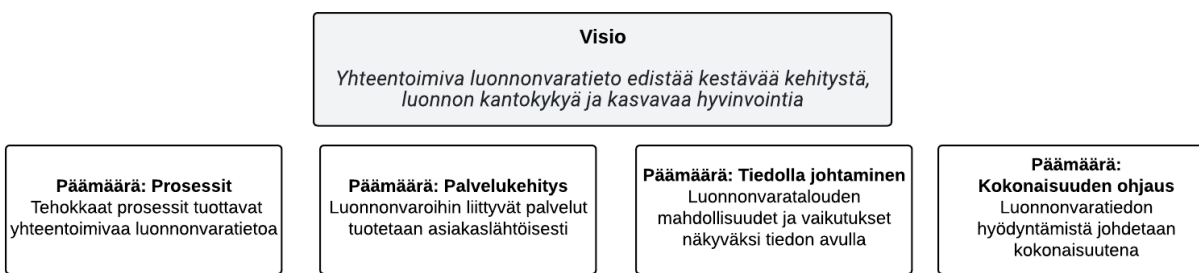 Visio
Yhteentoimiva luonnonvaratieto edistää kestävää kehitystä,
luonnon kantokykyä ja kasvavaa hyvinvointia
Päämäärä: Prosessit
Tehokkaat prosessit tuottavat
yhteentoimivaa luonnonvaratietoa
Päämäärä: Palvelukehitys
Luonnonvaroihin liittyvät palvelut
tuotetaan asiakaslähtöisesti
Päämäärä: Tiedolla johtaminen
Luonnonvaratalouden
mahdollisuudet ja vaikutukset
näkyväksi tiedon avulla
Päämäärä:
Kokonaisuuden ohjaus
Luonnonvaratiedon
hyödyntämistä johdetaan
kokonaisuutena